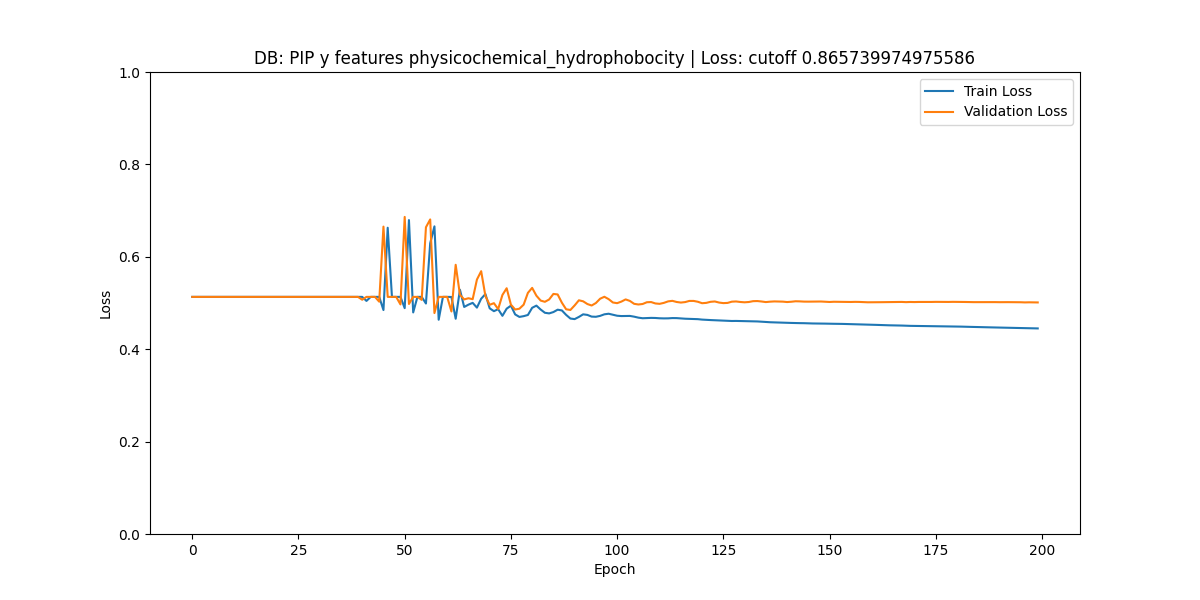 DB: PIP y features physicochemical_hydrophobocity | Loss: cutoff 0.865739974975586
Train Loss
Validation Loss
1.0
0.8
0.6
0.4
0.2
0.0
Loss
0 25 50 75 100 125 150 175 200
Epoch